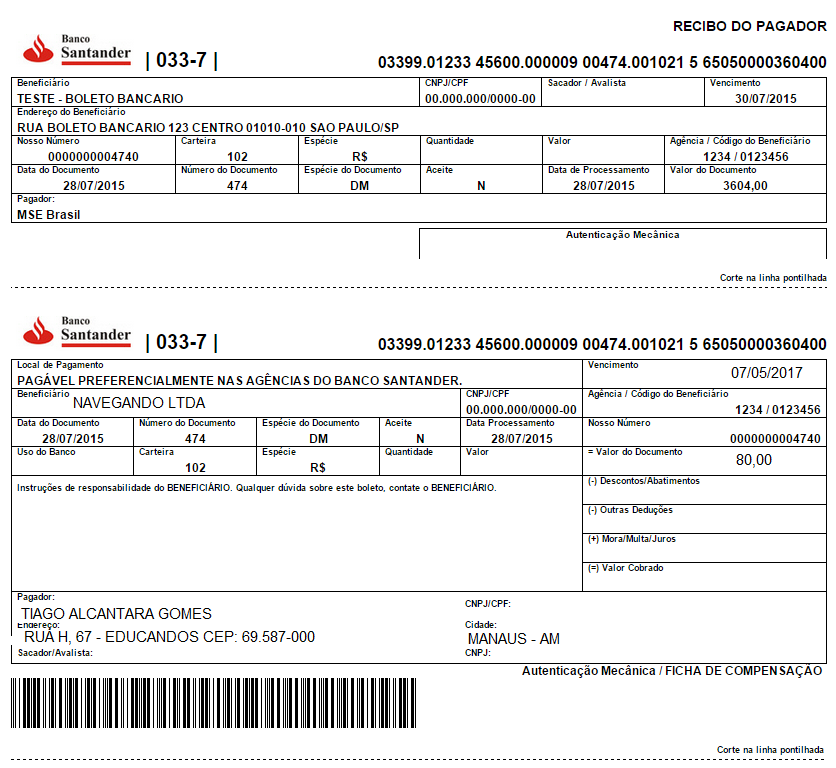 RECIBO DO PAGADOR
Banco
Santander | 033-7 | 03399.01233 45600.000009 00474.001021 5 65050000360400
Beneficiário CNPJ/CPF Sacador / Avalista Vencimento
TESTE - BOLETO BANCARIO 00.000.000/0000-00 30/07/2015
Endereço do Beneficiário
RUA BOLETO BANCARIO 123 CENTRO 01010-010 SAO PAULO/SP
Nosso Número Carteira Espécie Quantidade Valor Agência / Código do Beneficiário
0000000004740 102 R$ 1234 / 0123456
Data do Documento Número do Documento Espécie do Documento Aceite Data de Processamento Valor do Documento
28/07/2015 474 DM N 28/07/2015 3604,00
Pagador:
MSE Brasil
Autenticação Mecânica
Corte na linha pontilhada
Banco
Santander | 033-7 | 03399.01233 45600.000009 00474.001021 5 65050000360400
Local de Pagamento Vencimento
PAGÁVEL PREFERENCIALMENTE NAS AGÊNCIAS DO BANCO SANTANDER. 07/05/2017
Beneficiário CNPJ/CPF Agência / Código do Beneficiário
NAVEGANDO LTDA 00.000.000/0000-00 1234 / 0123456
Data do Documento Número do Documento Espécie do Documento Aceite Data Processamento Nosso Número
28/07/2015 474 DM N 28/07/2015 0000000004740
Uso do Banco Carteira Espécie Quantidade Valor = Valor do Documento
102 R$ 80,00
Instruções de responsabilidade do BENEFICIÁRIO. Qualquer dúvida sobre este boleto, contate o BENEFICIÁRIO.
(-) Descontos/Abatimentos
(-) Outras Deduções
(+) Mora/Multa/Juros
(=) Valor Cobrado
Pagador: CNPJ/CPF:
TIAGO ALCANTARA GOMES
Endereço: Cidade:
RUA H, 67 - EDUCANDOS CEP: 69.587-000 MANAUS - AM
Sacador/Avalista: CNPJ:
Autenticação Mecânica / FICHA DE COMPENSAÇÃO
Corte na linha pontilhada